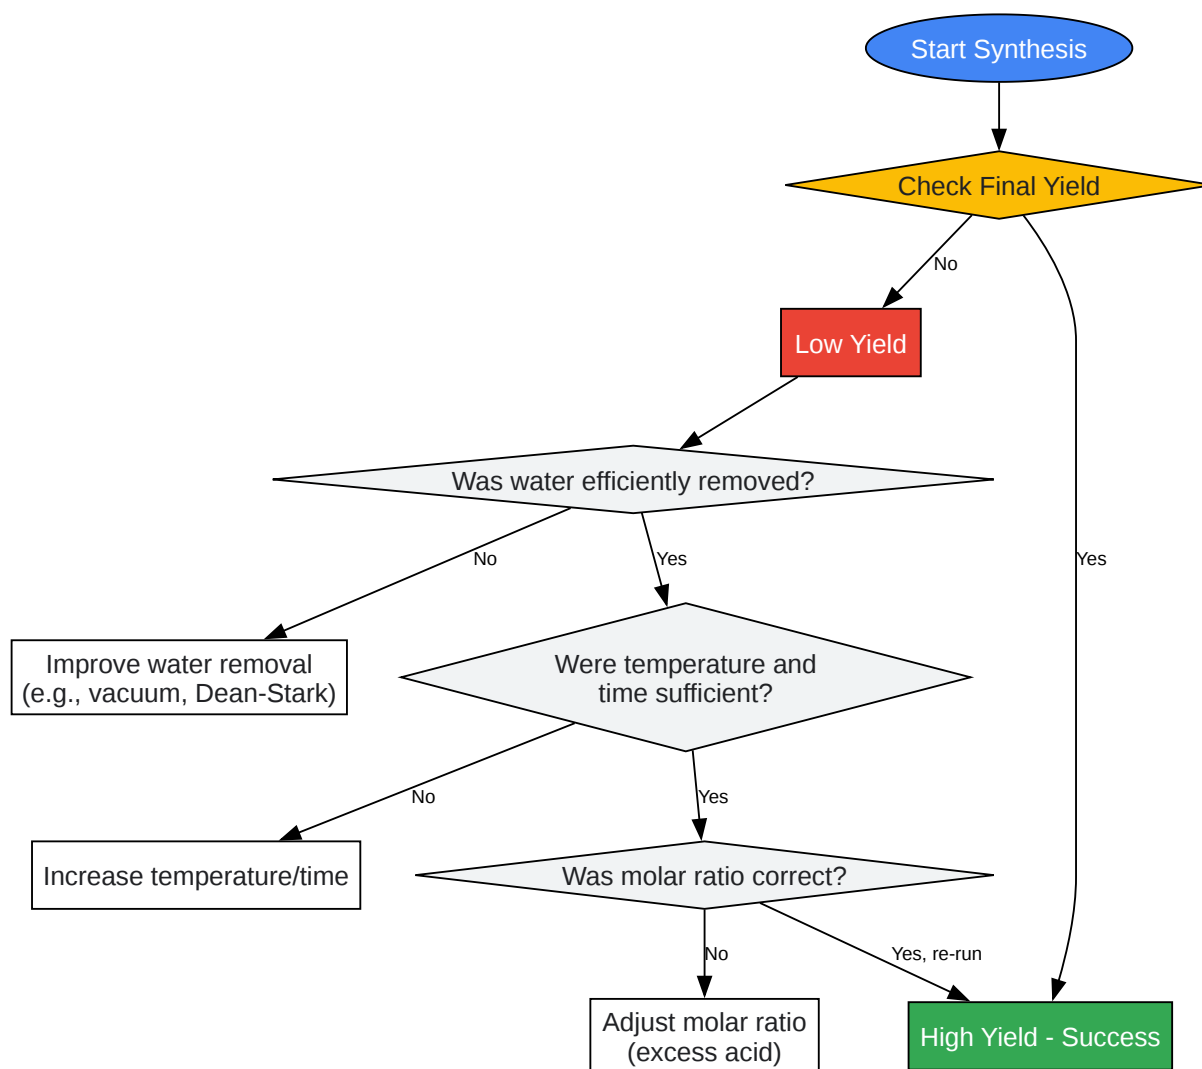 Start Synthesis
Check Final Yield
No
Low Yield
Was water efficiently removed?
No
Yes
Yes
Improve water removal
(e.g., vacuum, Dean-Stark)
Were temperature and
time sufficient?
No
Yes
Increase temperature/time
Was molar ratio correct?
No
Yes, re-run
Adjust molar ratio
(excess acid)
High Yield - Success